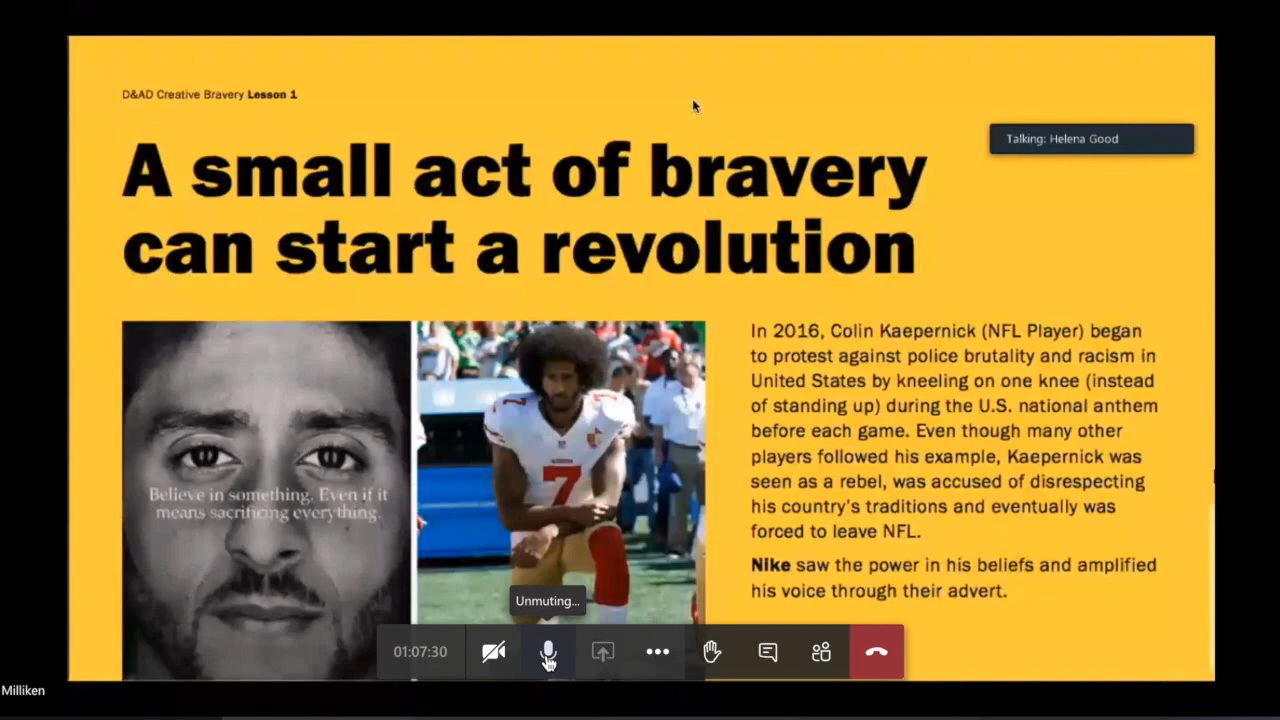 D&AD Creative Bravery Lesson 1
Talking: Helena Good
A small act of bravery
can start a revolution
Believe in something. Even if it
means sacrificing everything.
7
In 2016, Colin Kaepernick (NFL Player) began
to protest against police brutality and racism in
United States by kneeling on one knee (instead
of standing up) during the U.S. national anthem
before each game. Even though many other
players followed his example, Kaepernick was
seen as a rebel, was accused of disrespecting
his country's traditions and eventually was
forced to leave NFL.
Nike saw the power in his beliefs and amplified
his voice through their advert.
Unmuting...
01:07:30
Milliken